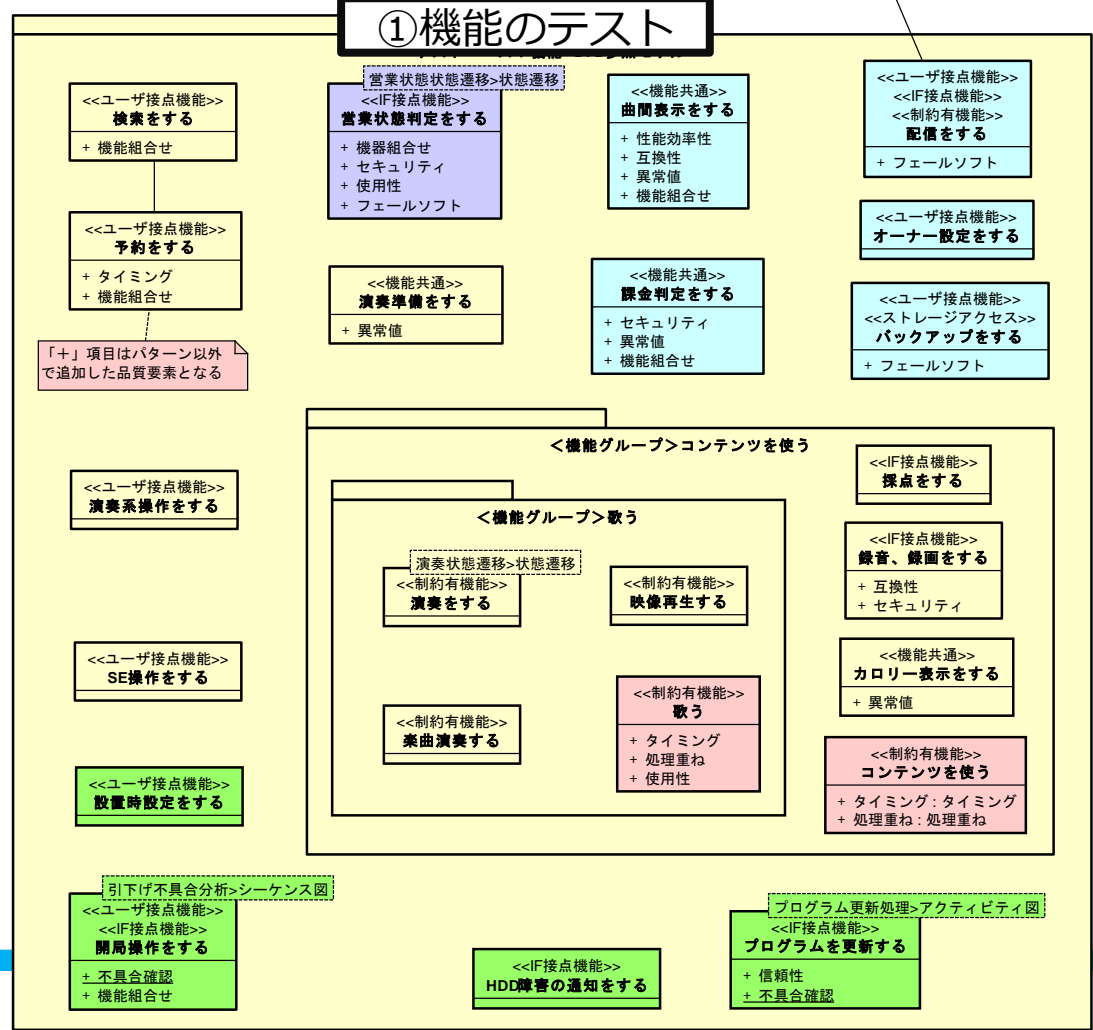 ①機能のテスト
<<ユーザ接点機能>>
検索をする
+ 機能組合せ
営業状態状態遷移>状態遷移
<<IF接点機能>>
営業状態判定をする
+ 機器組合せ
+ セキュリティ
+ 使用性
+ フェールソフト
<<機能共通>>
曲間表示をする
+ 性能効率性
+ 互換性
+ 異常値
+ 機能組合せ
<<ユーザ接点機能>>
<<IF接点機能>>
<<制約有機能>>
配信をする
+ フェールソフト
<<ユーザ接点機能>>
予約をする
+ タイミング
+ 機能組合せ
<<ユーザ接点機能>>
オーナー設定をする
<<機能共通>>
演奏準備をする
+ 異常値
<<機能共通>>
課金判定をする
+ セキュリティ
+ 異常値
+ 機能組合せ
<<ユーザ接点機能>>
<<ストレージアクセス>>
バックアップをする
+ フェールソフト
「＋」項目はパターン以外
で追加した品質要素となる
＜機能グループ＞コンテンツを使う
<<IF接点機能>>
採点をする
<<ユーザ接点機能>>
演奏系操作をする
＜機能グループ＞歌う
<<IF接点機能>>
録音、録画をする
+ 互換性
+ セキュリティ
演奏状態遷移>状態遷移
<<制約有機能>>
演奏をする
<<制約有機能>>
映像再生する
<<ユーザ接点機能>>
SE操作をする
<<機能共通>>
カロリー表示をする
+ 異常値
<<制約有機能>>
楽曲演奏する
<<制約有機能>>
歌う
+ タイミング
+ 処理重ね
+ 使用性
<<制約有機能>>
コンテンツを使う
+ タイミング : タイミング
+ 処理重ね : 処理重ね
<<ユーザ接点機能>>
設置時設定をする
引下げ不具合分析>シーケンス図
<<ユーザ接点機能>>
<<IF接点機能>>
開局操作をする
+ 不具合確認
+ 機能組合せ
<<IF接点機能>>
HDD障害の通知をする
プログラム更新処理>アクティビティ図
<<IF接点機能>>
プログラムを更新する
+ 信頼性
+ 不具合確認